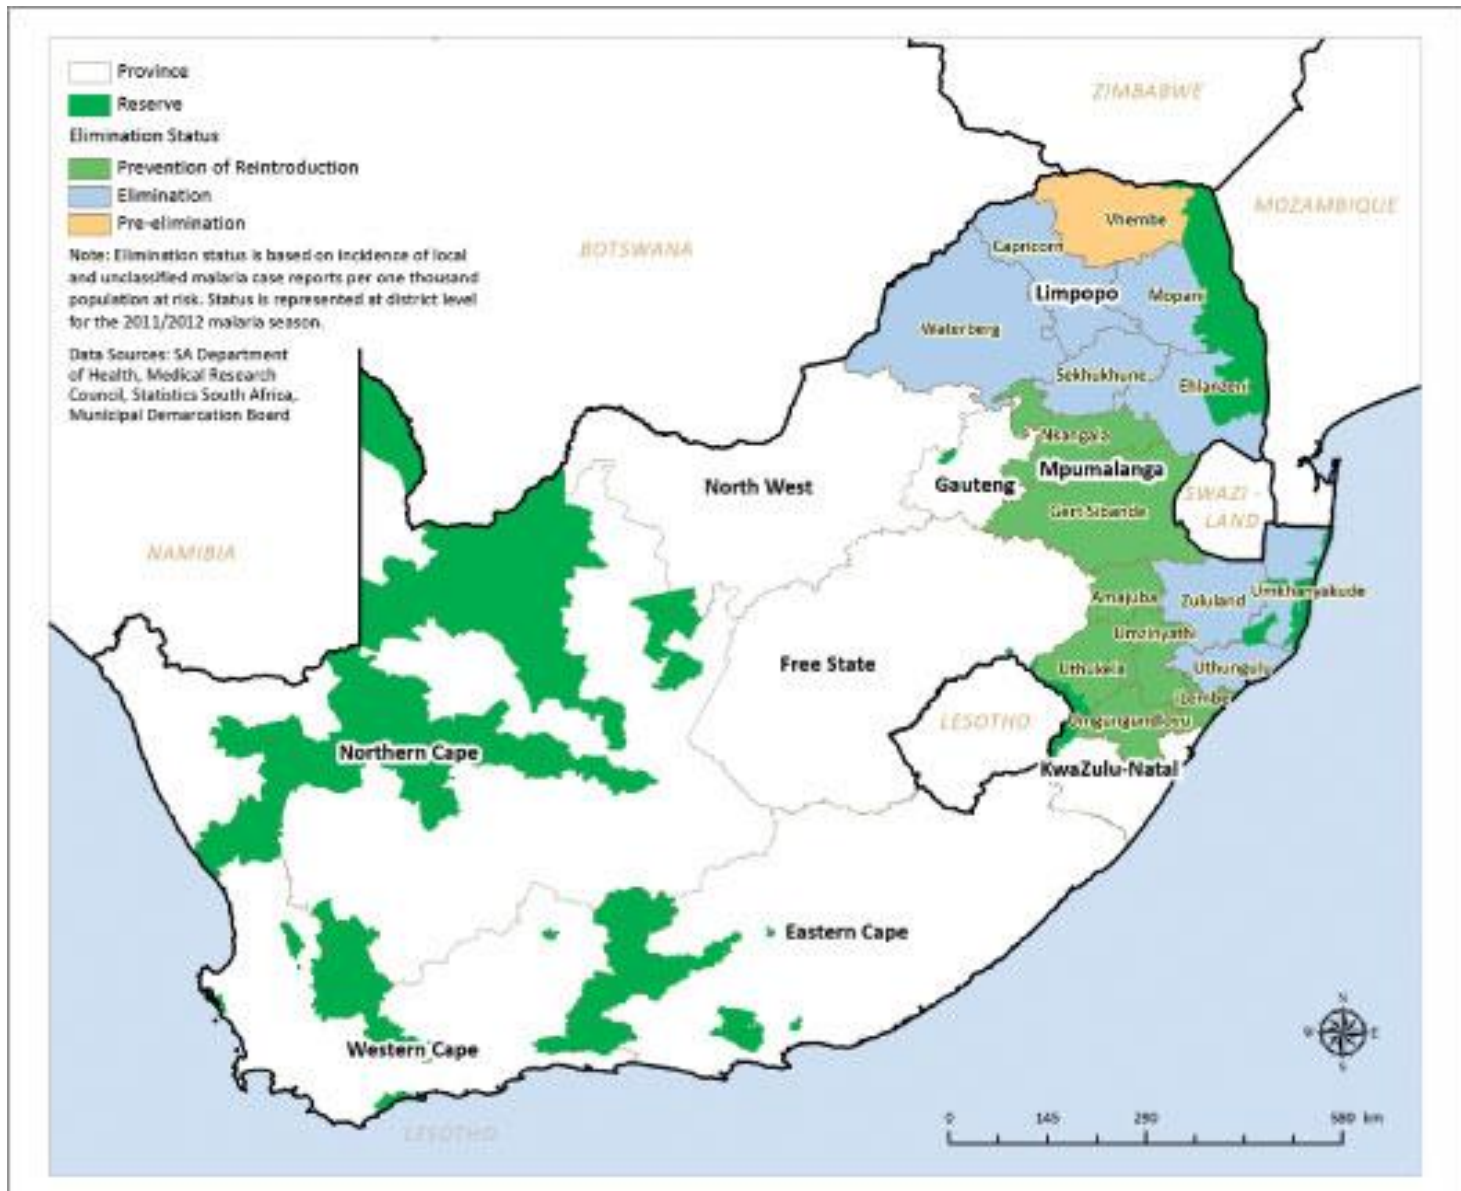 Province
Reserve
Elimination Status
Prevention of Reintroduction
Elimination
Pre-elimination
Note: Elimination status is based on incidence of local
and unclassified malaria case reports per one thousand
population at risk. Status is represented at district level
for the 2011/2012 malaria season.
Data Sources: SA Department
of Health, Medical Research
Council, Statistics South Africa,
Municipal Demarcation Board
ZIMBABWE
MOZAMBIQUE
BOTSWANA
Vhembe
Capricorn
Limpopo
Mopani
Waterberg
Sekhukhune
Ehlanzeni
Nkangala
Mpumalanga
North West
Gauteng
SWAZI -
LAND
Gert Sibande
NAMIBIA
Amajuba
Zululand
Umkhanyakude
Umzinyathi
Free State
Uthukela
Uthungulu
iLembe
LESOTHO
Northern Cape
KwaZulu-Natal
Eastern Cape
Western Cape
LESOTHO
N
W
E
S
0
145
290
580 km